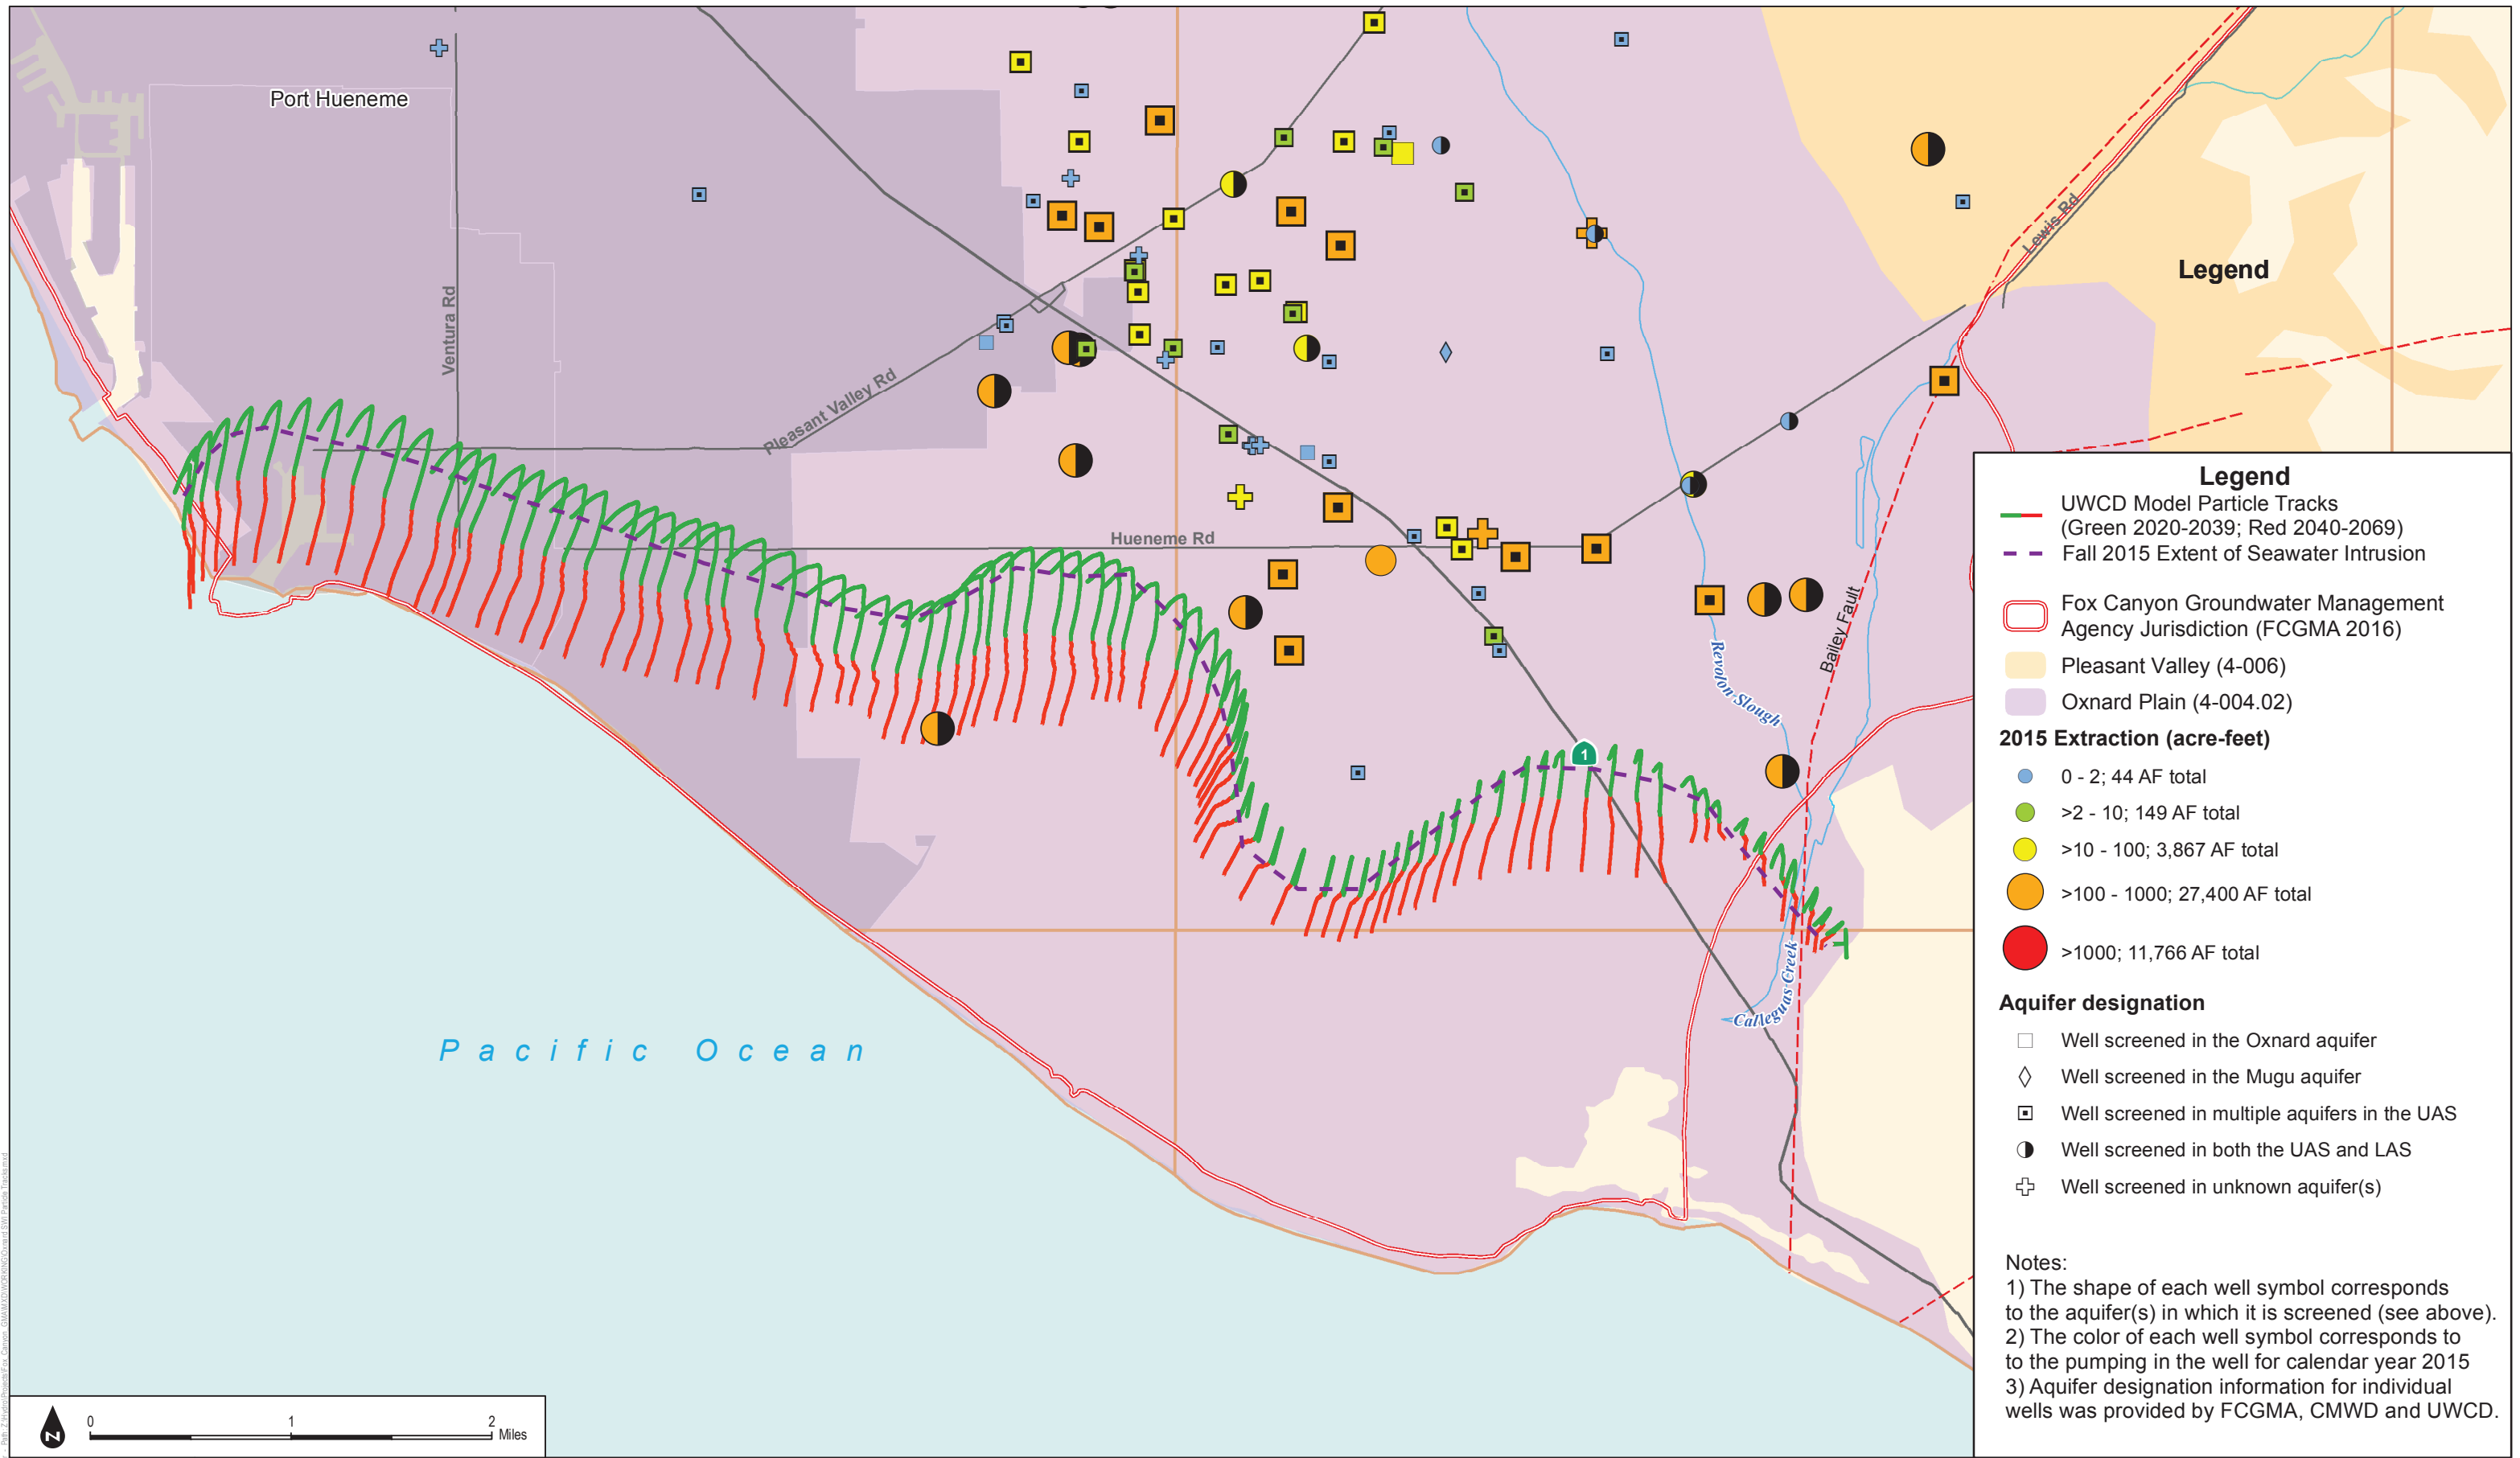 Port Hueneme
Ventura Rd
Pleasant Valley Rd
Hueneme Rd
Lewis Rd
Bailey Fault
Revolon Slough
Calleguas Creek
1
Pacific Ocean
0 1 2
Miles
N
Legend
Legend
UWCD Model Particle Tracks
(Green 2020-2039; Red 2040-2069)
Fall 2015 Extent of Seawater Intrusion
Fox Canyon Groundwater Management
Agency Jurisdiction (FCGMA 2016)
Pleasant Valley (4-006)
Oxnard Plain (4-004.02)
2015 Extraction (acre-feet)
0 - 2; 44 AF total
>2 - 10; 149 AF total
>10 - 100; 3,867 AF total
>100 - 1000; 27,400 AF total
>1000; 11,766 AF total
Aquifer designation
Well screened in the Oxnard aquifer
Well screened in the Mugu aquifer
Well screened in multiple aquifers in the UAS
Well screened in both the UAS and LAS
Well screened in unknown aquifer(s)
Notes:
1) The shape of each well symbol corresponds
to the aquifer(s) in which it is screened (see above).
2) The color of each well symbol corresponds to
to the pumping in the well for calendar year 2015
3) Aquifer designation information for individual
wells was provided by FCGMA, CMWD and UWCD.